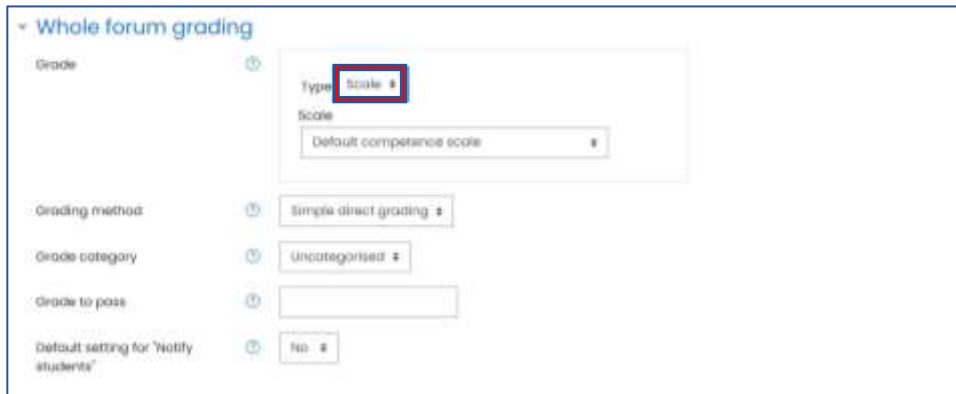 Whole forum grading
Grade
Type Scale
Scale
Default competence scale
Grading method
Simple direct grading
Grade category
Uncategorised
Grade to pass
Default setting for 'Notify
students'
No